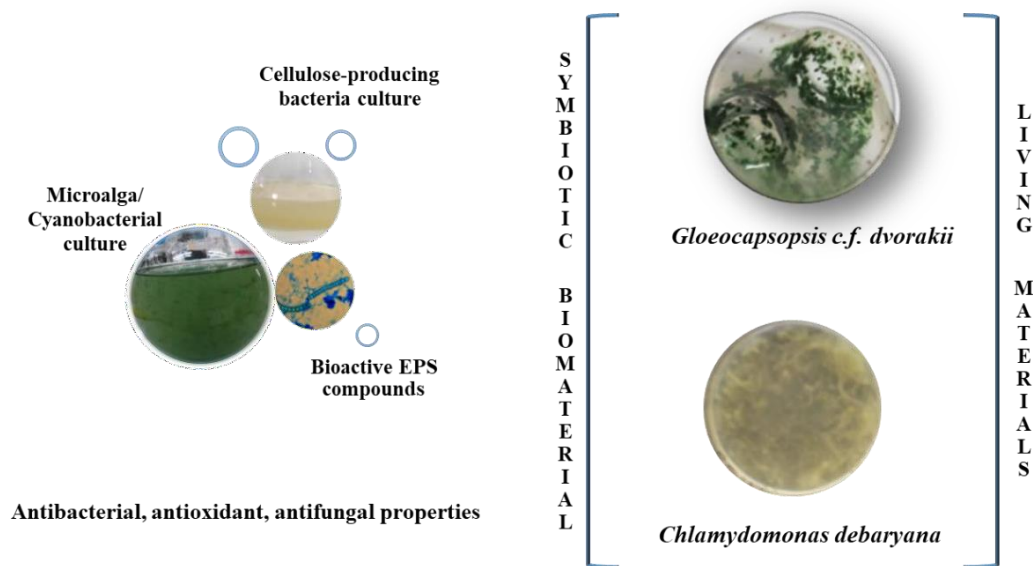 Cellulose-producing
bacteria culture
Microalga/
Cyanobacterial
culture
Bioactive EPS
compounds
Antibacterial, antioxidant, antifungal properties
SYMBIOTIC BIOMATERIAL
Gloeocapsopsis c.f. dvorakii
Chlamydomonas debaryana
LIVING MATERIALS